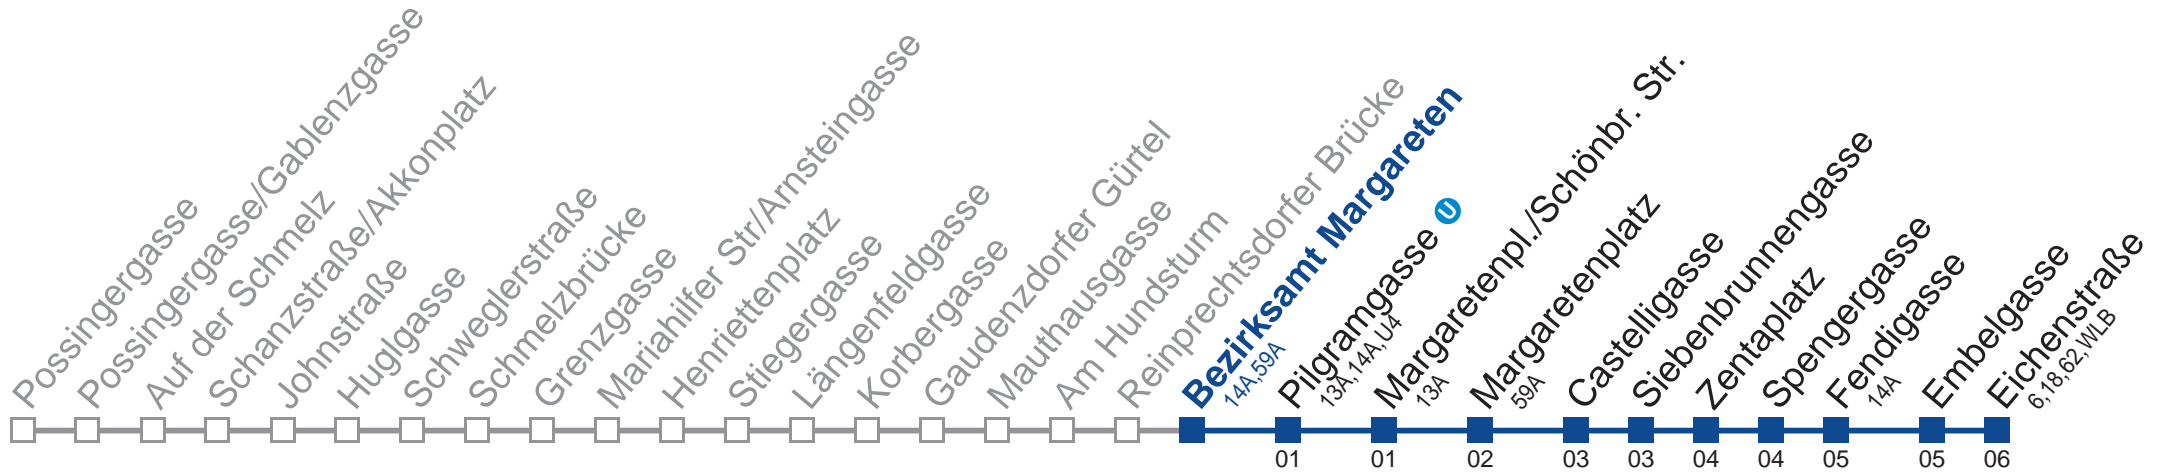 Possingergasse
Possingergasse/Gablenzgasse
Auf der Schmelz
Schanzstraße/Akkonplatz
Johnstraße
Huglgasse
Schweglerstraße
Schmelzbrücke
Grenzgasse
Mariahilfer Str/Arnsteingasse
Henriettenplatz
Stiegergasse
Längenfeldgasse
Korbergasse
Gaudenzdorfer Gürtel
Mauthausgasse
Am Hundsturm
Reinprechtsdorfer Brücke
Bezirksamt Margareten
14A,59A
Pilgramgasse U
13A,14A,U4
Margaretenpl./Schönbr. Str.
13A
Margaretenplatz
59A
Castelligasse
Siebenbrunnengasse
Zentaplatz
Spengergasse
Fendigasse
14A
Embelgasse
Eichenstraße
6,18,62,WLB
01 01 02 03 03 04 04 05 05 06